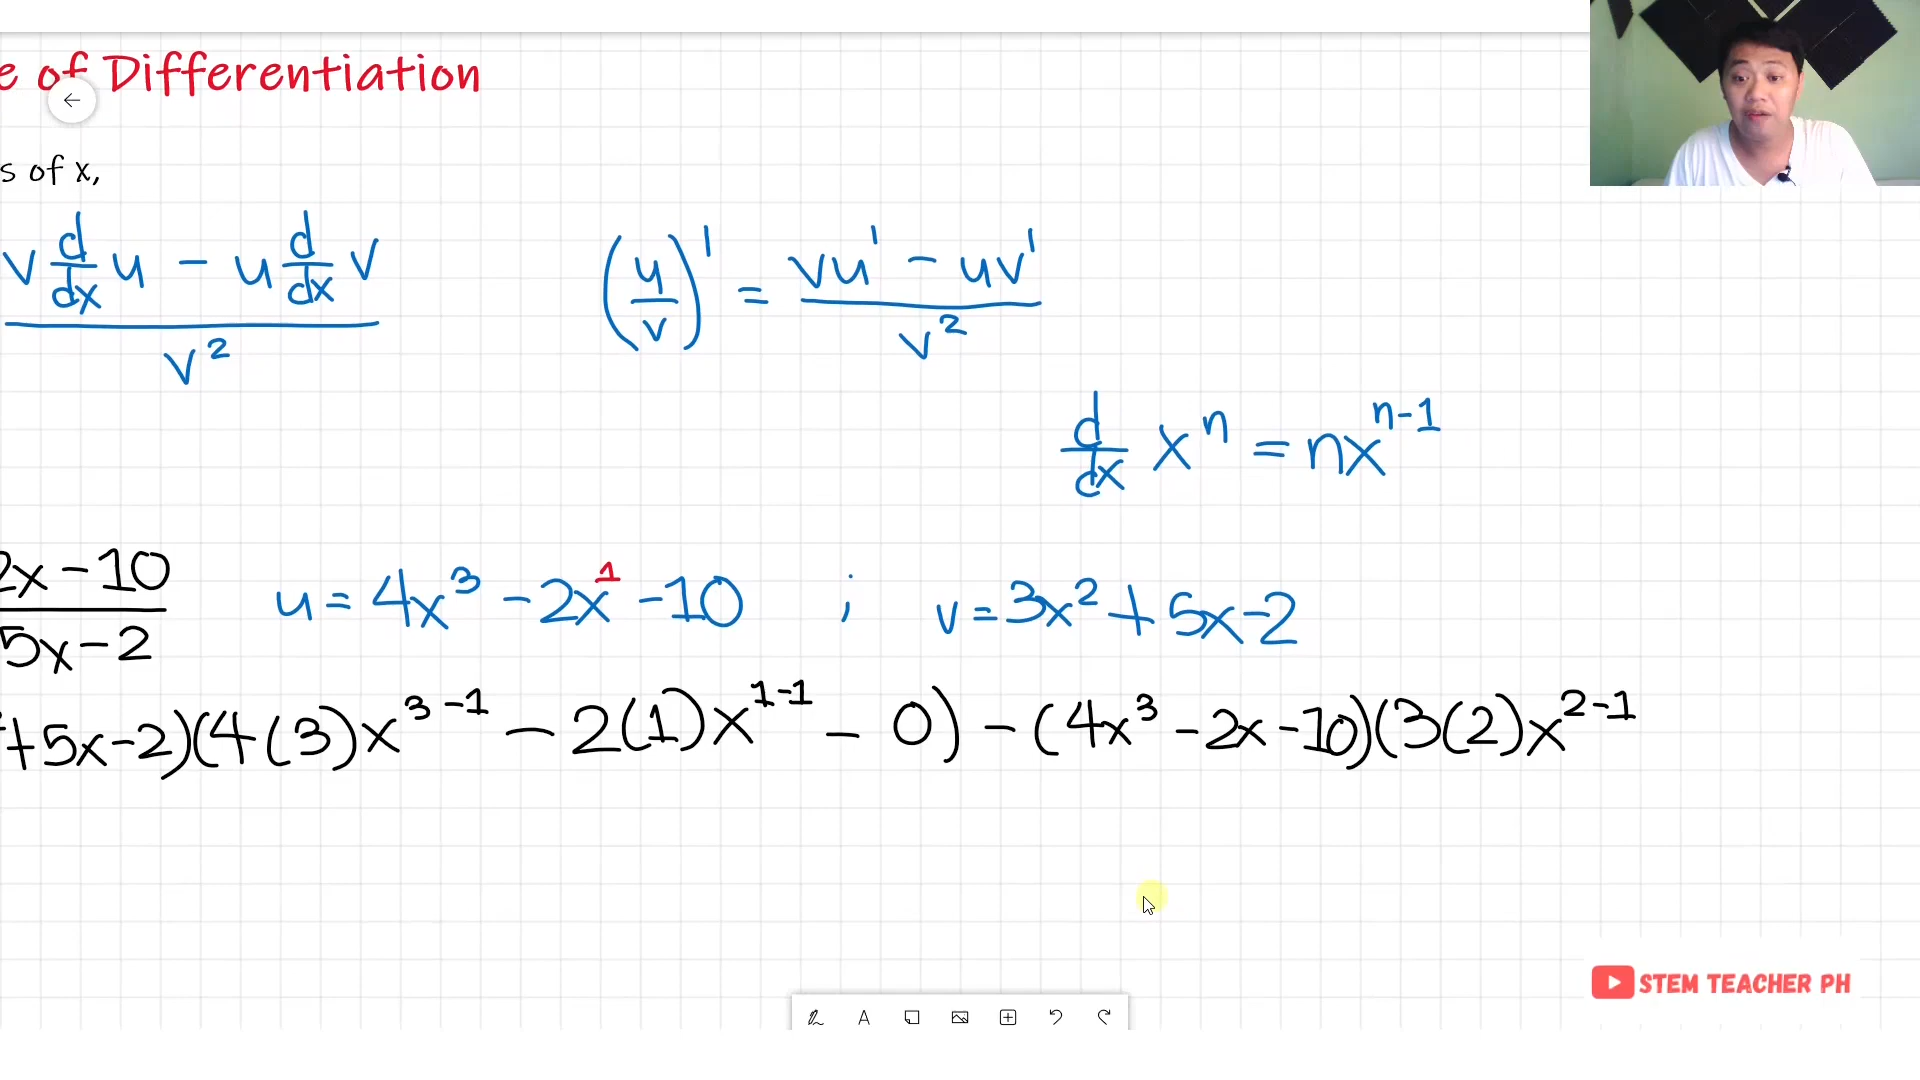 e of Differentiation
s of x,
v d/dx u - u d/dx v
v²
(u/v)' = vu' - uv' / v²
d/dx xⁿ = nxⁿ⁻¹
2x - 10
5x - 2
u = 4x³ - 2x¹ - 10 ; v = 3x² + 5x - 2
+ 5x - 2)(4(3)x³⁻¹ - 2(1)x¹⁻¹ - 0) - (4x³ - 2x - 10)(3(2)x²⁻¹
STEM TEACHER PH
A